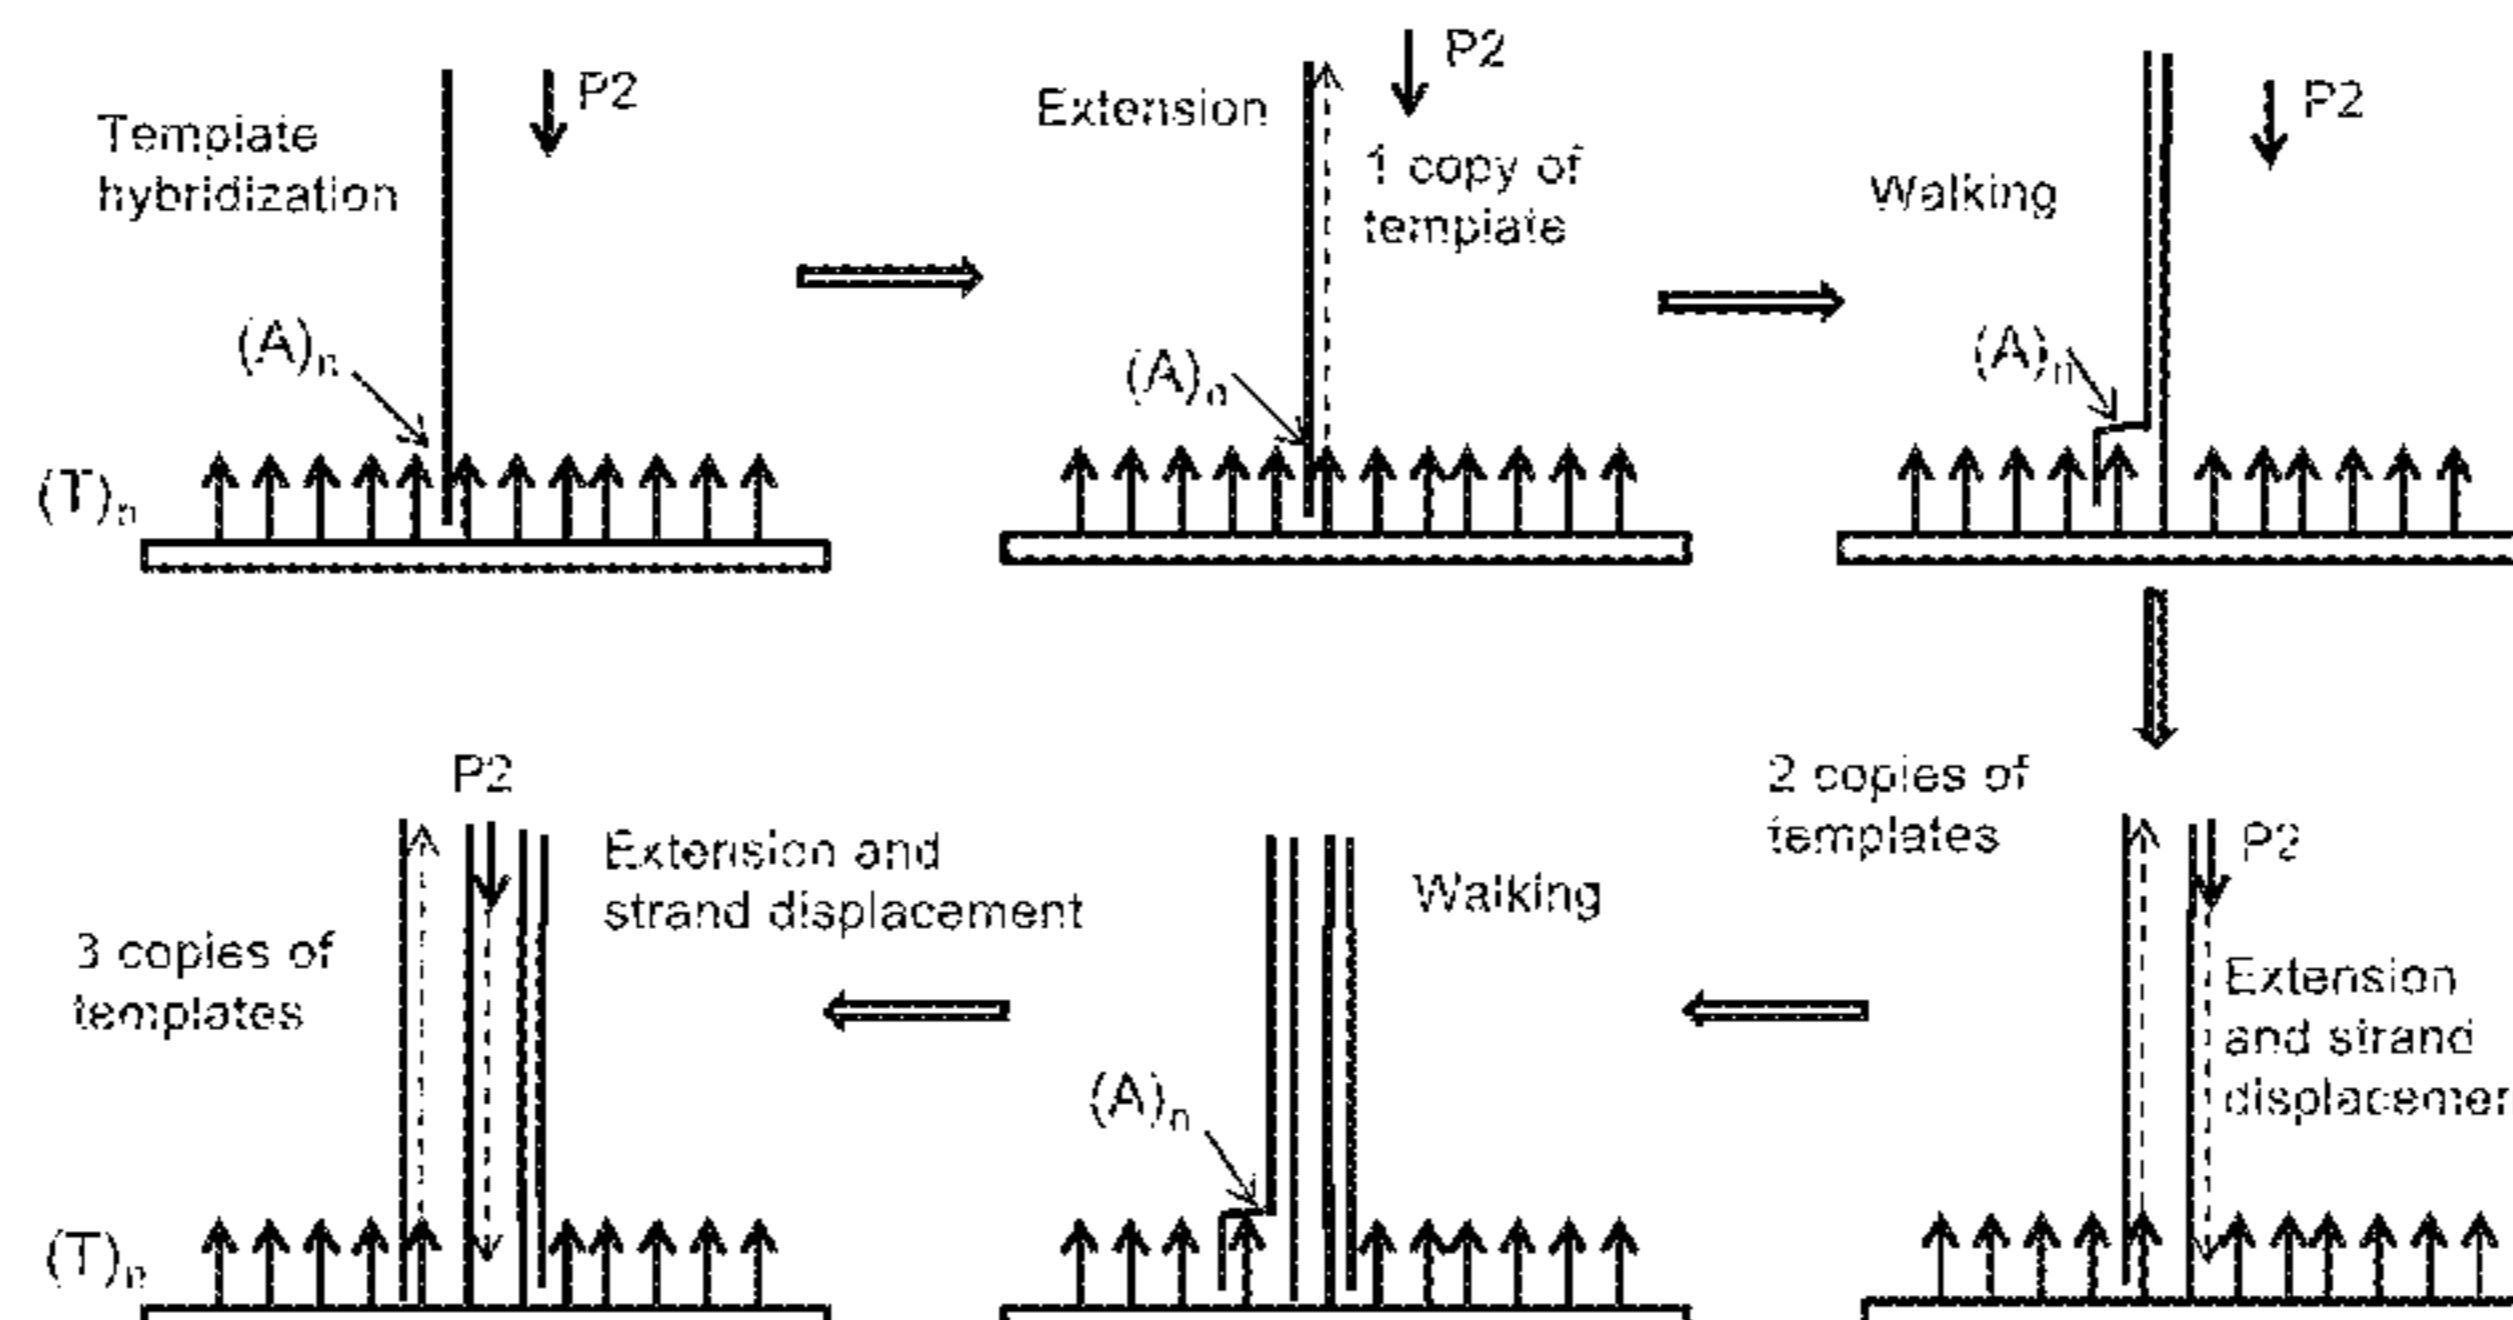 Template
hybridization
P2
(A)n
(T)n
Extension
P2
1 copy of
template
(A)n
Walking
P2
(A)n
2 copies of
templates
P2
Extension
and strand
Walking
(A)n
P2
Extension and
strand displacement
3 copies of
templates
(T)n